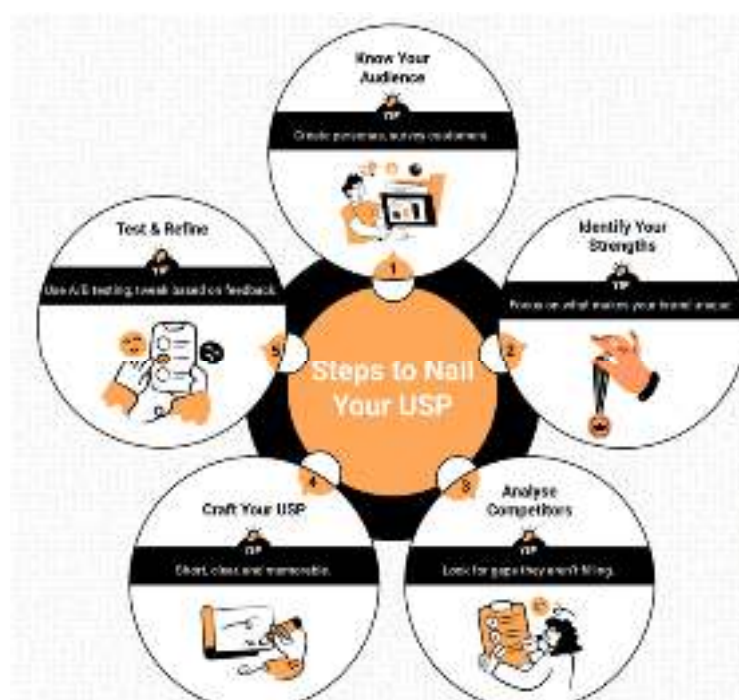 Steps to Nail
Your USP
1
Know Your
Audience
TIP
Create personas, survey customers
2
Identify Your
Strengths
TIP
Focus on what makes your brand unique.
3
Analyse
Competitors
TIP
Look for gaps they aren't filling.
4
Craft Your USP
TIP
Short, clear, and memorable.
5
Test & Refine
TIP
Use A/B testing, tweak based on feedback.